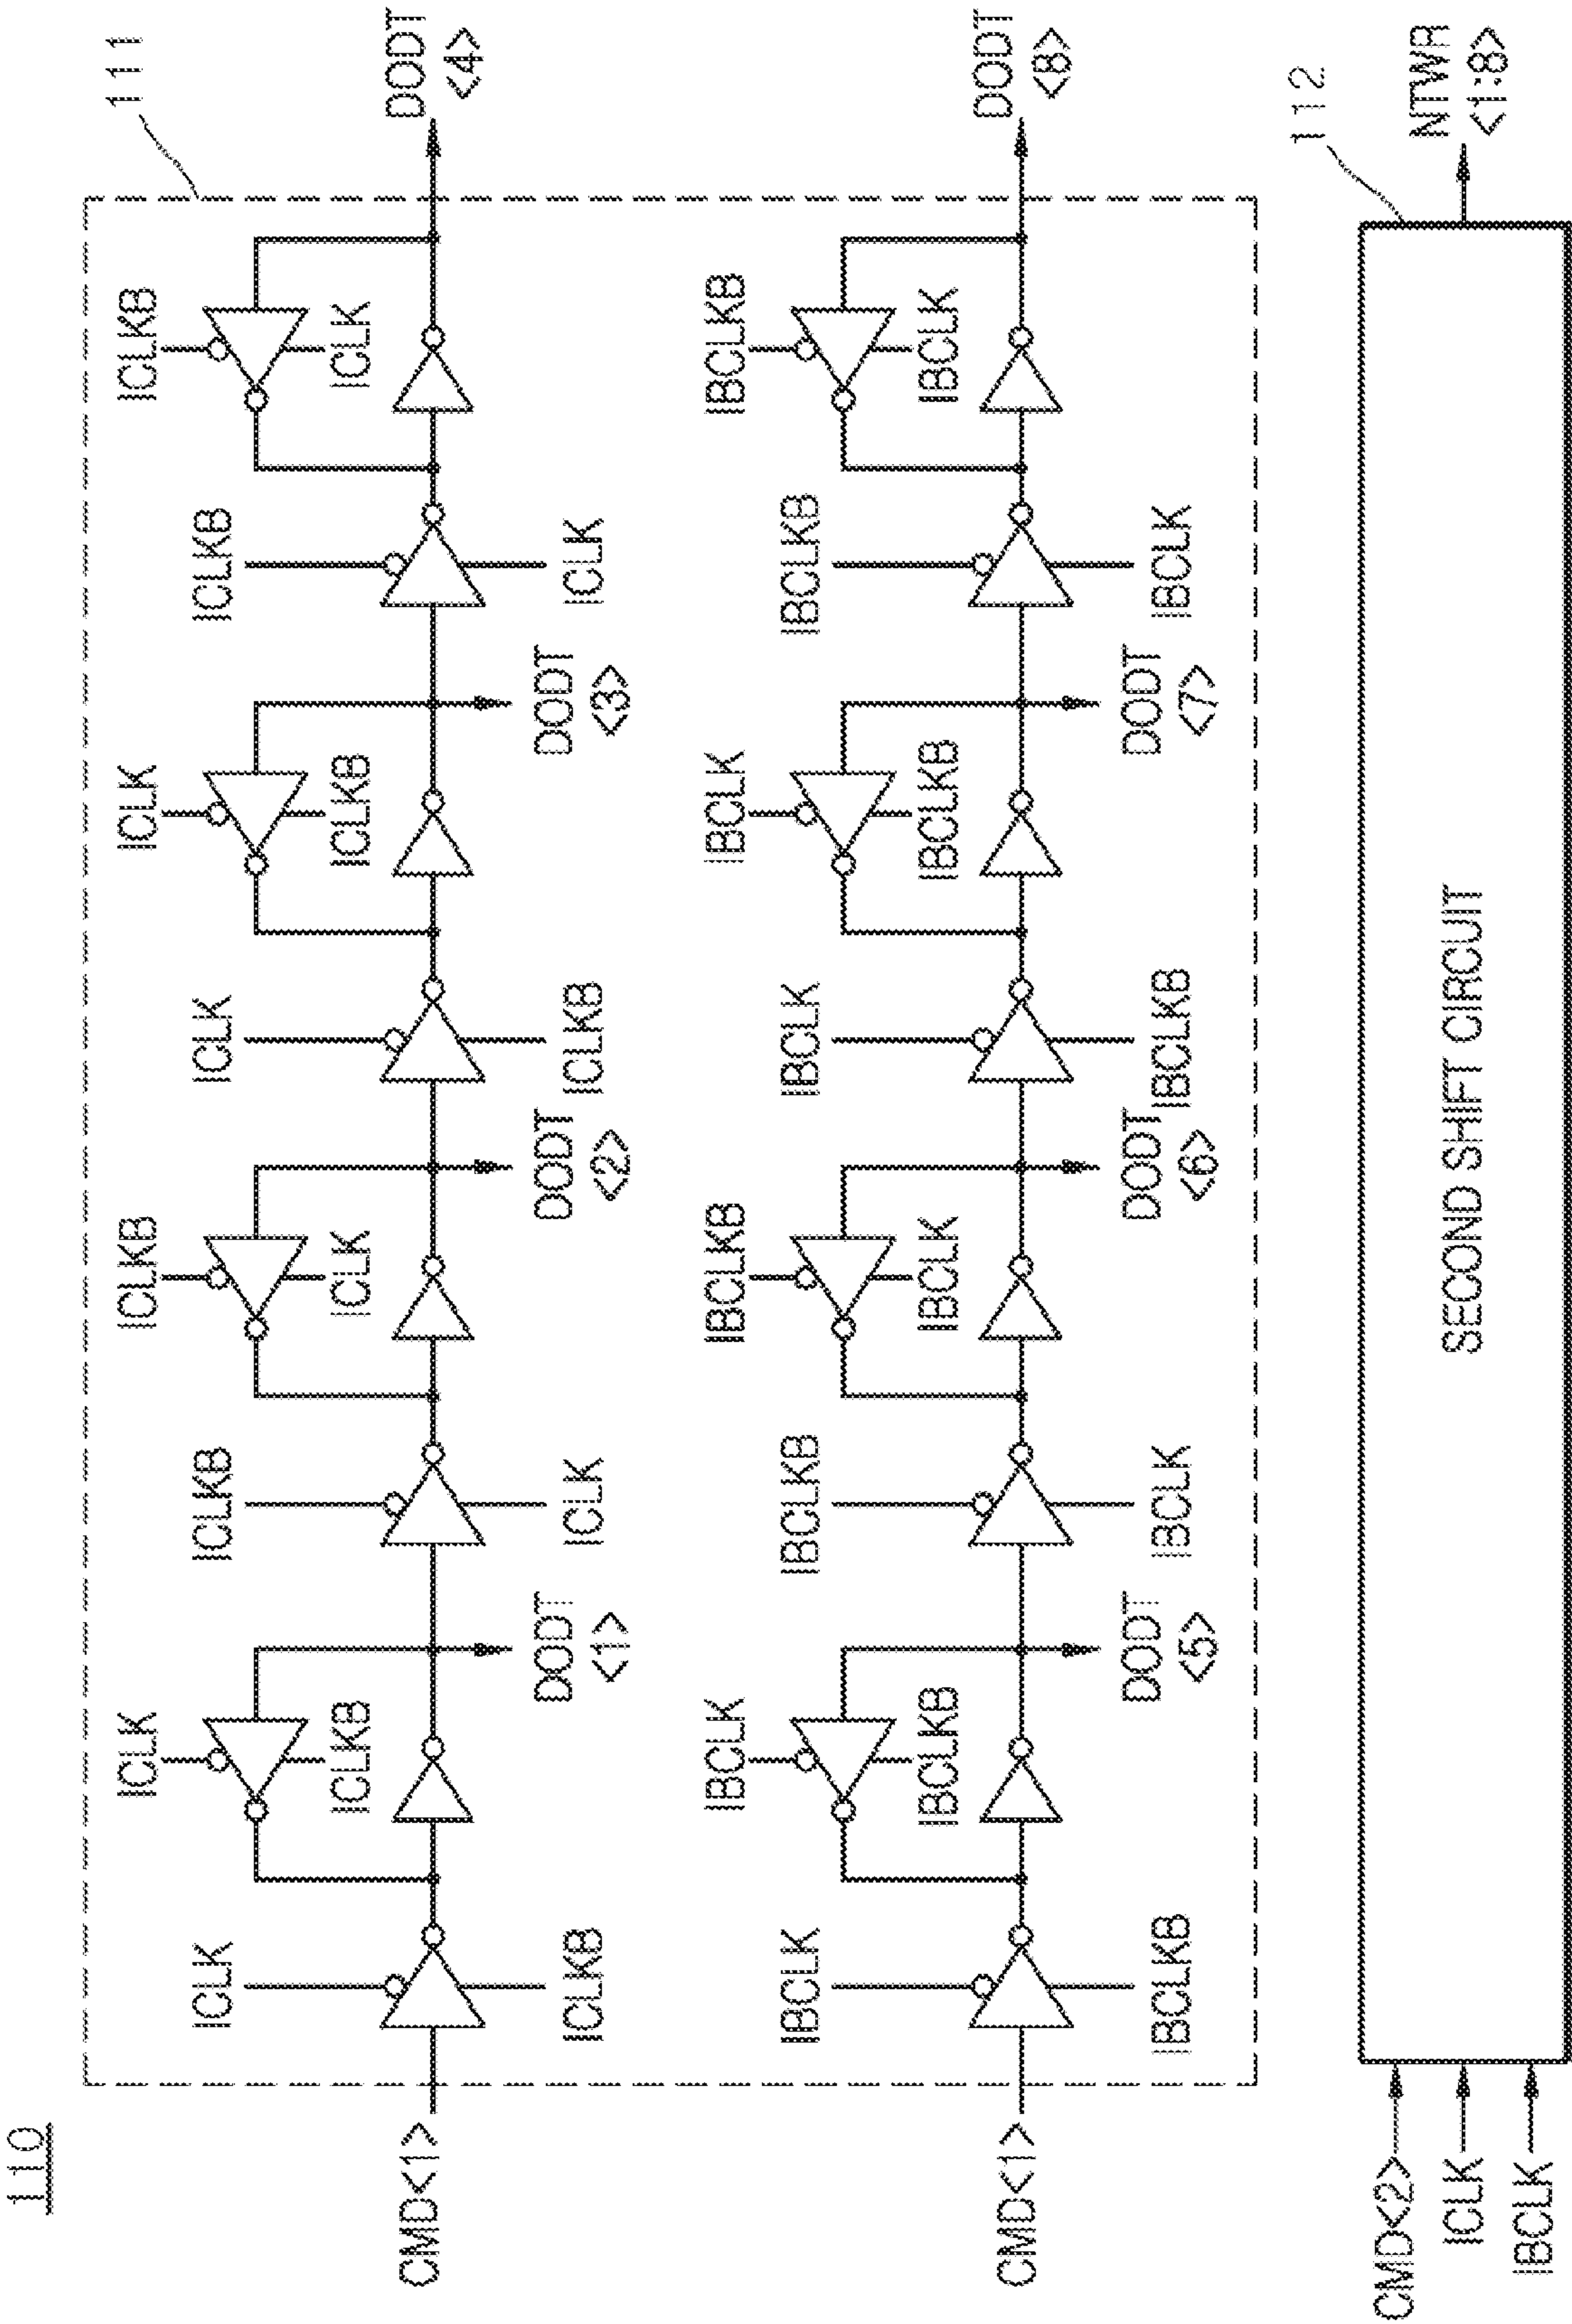 110
111
ICLK
ICLKB
ICLK
ICLKB
ICLK
ICLKB
ICLK
ICLKB
ICLKB
ICLK
ICLKB
ICLK
ICLKB
ICLK
ICLKB
ICLK
CMD<1>
DODT
<1>
DODT
<2>
DODT
<3>
DODT
<4>
IBCLK
IBCLKB
IBCLK
IBCLKB
IBCLK
IBCLKB
IBCLK
IBCLKB
IBCLKB
IBCLK
IBCLKB
IBCLK
IBCLKB
IBCLK
IBCLKB
IBCLK
CMD<1>
DODT
<5>
DODT
<6>
DODT
<7>
DODT
<8>
112
CMD<2>
ICLK
IBCLK
SECOND SHIFT CIRCUIT
NTWR
<1:8>